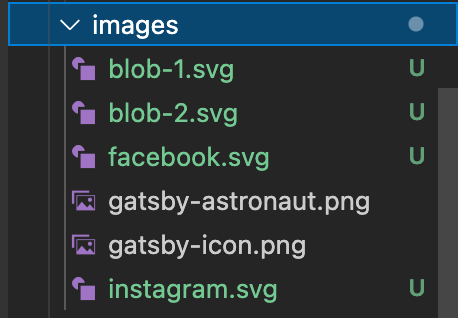 images
blob-1.svg U
blob-2.svg U
facebook.svg U
gatsby-astronaut.png
gatsby-icon.png
instagram.svg U